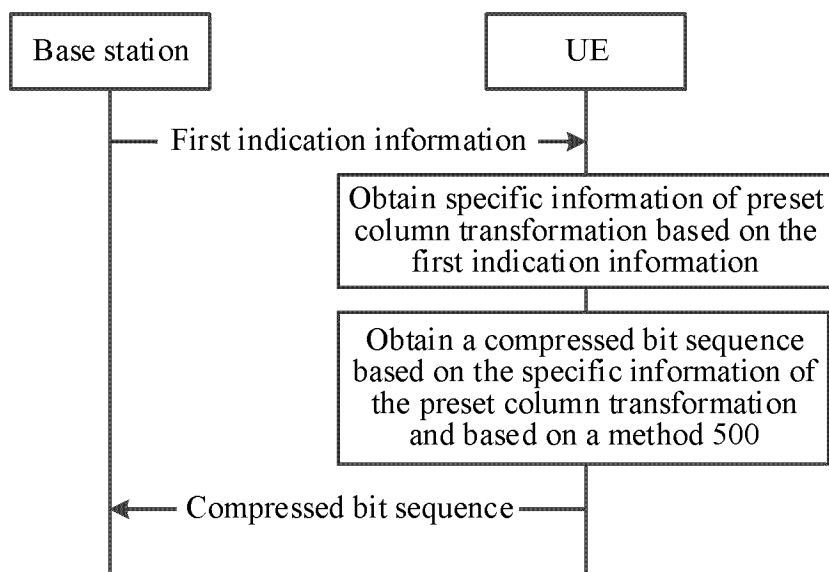 Base station
UE
First indication information
Obtain specific information of preset
column transformation based on the
first indication information
Obtain a compressed bit sequence
based on the specific information of
the preset column transformation
and based on a method 500
Compressed bit sequence